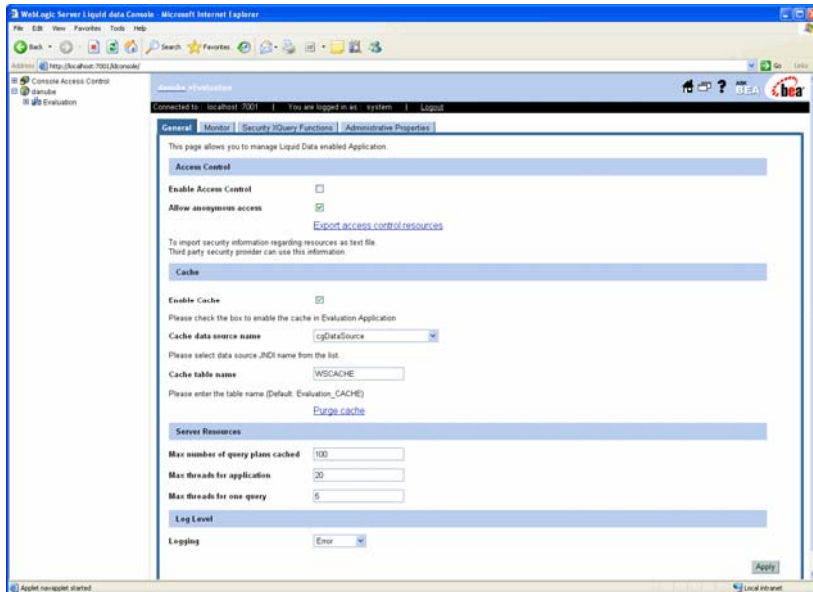 WebLogic Server Liquid data Console - Microsoft Internet Explorer
File Edit View Favorites Tools Help
Back Search Favorites
Address http://localhost:7001/ldconsole/ Go Links
Console Access Control
danube
Evaluation
danube >Evaluation
ASK BEA bea
Connected to : localhost :7001 | You are logged in as : system | Logout
General Monitor Security XQuery Functions Administrative Properties
This page allows you to manage Liquid Data enabled Application.
Access Control
Enable Access Control
Allow anonymous access
Export access control resources
To import security information regarding resources as text file.
Third party security provider can use this information.
Cache
Enable Cache
Please check the box to enable the cache in Evaluation Application
Cache data source name cgDataSource
Please select data source JNDI name from the list.
Cache table name WSCACHE
Please enter the table name (Default: Evaluation_CACHE)
Purge cache
Server Resources
Max number of query plans cached 100
Max threads for application 20
Max threads for one query 5
Log Level
Logging Error
Apply
Applet navapplet started Local intranet